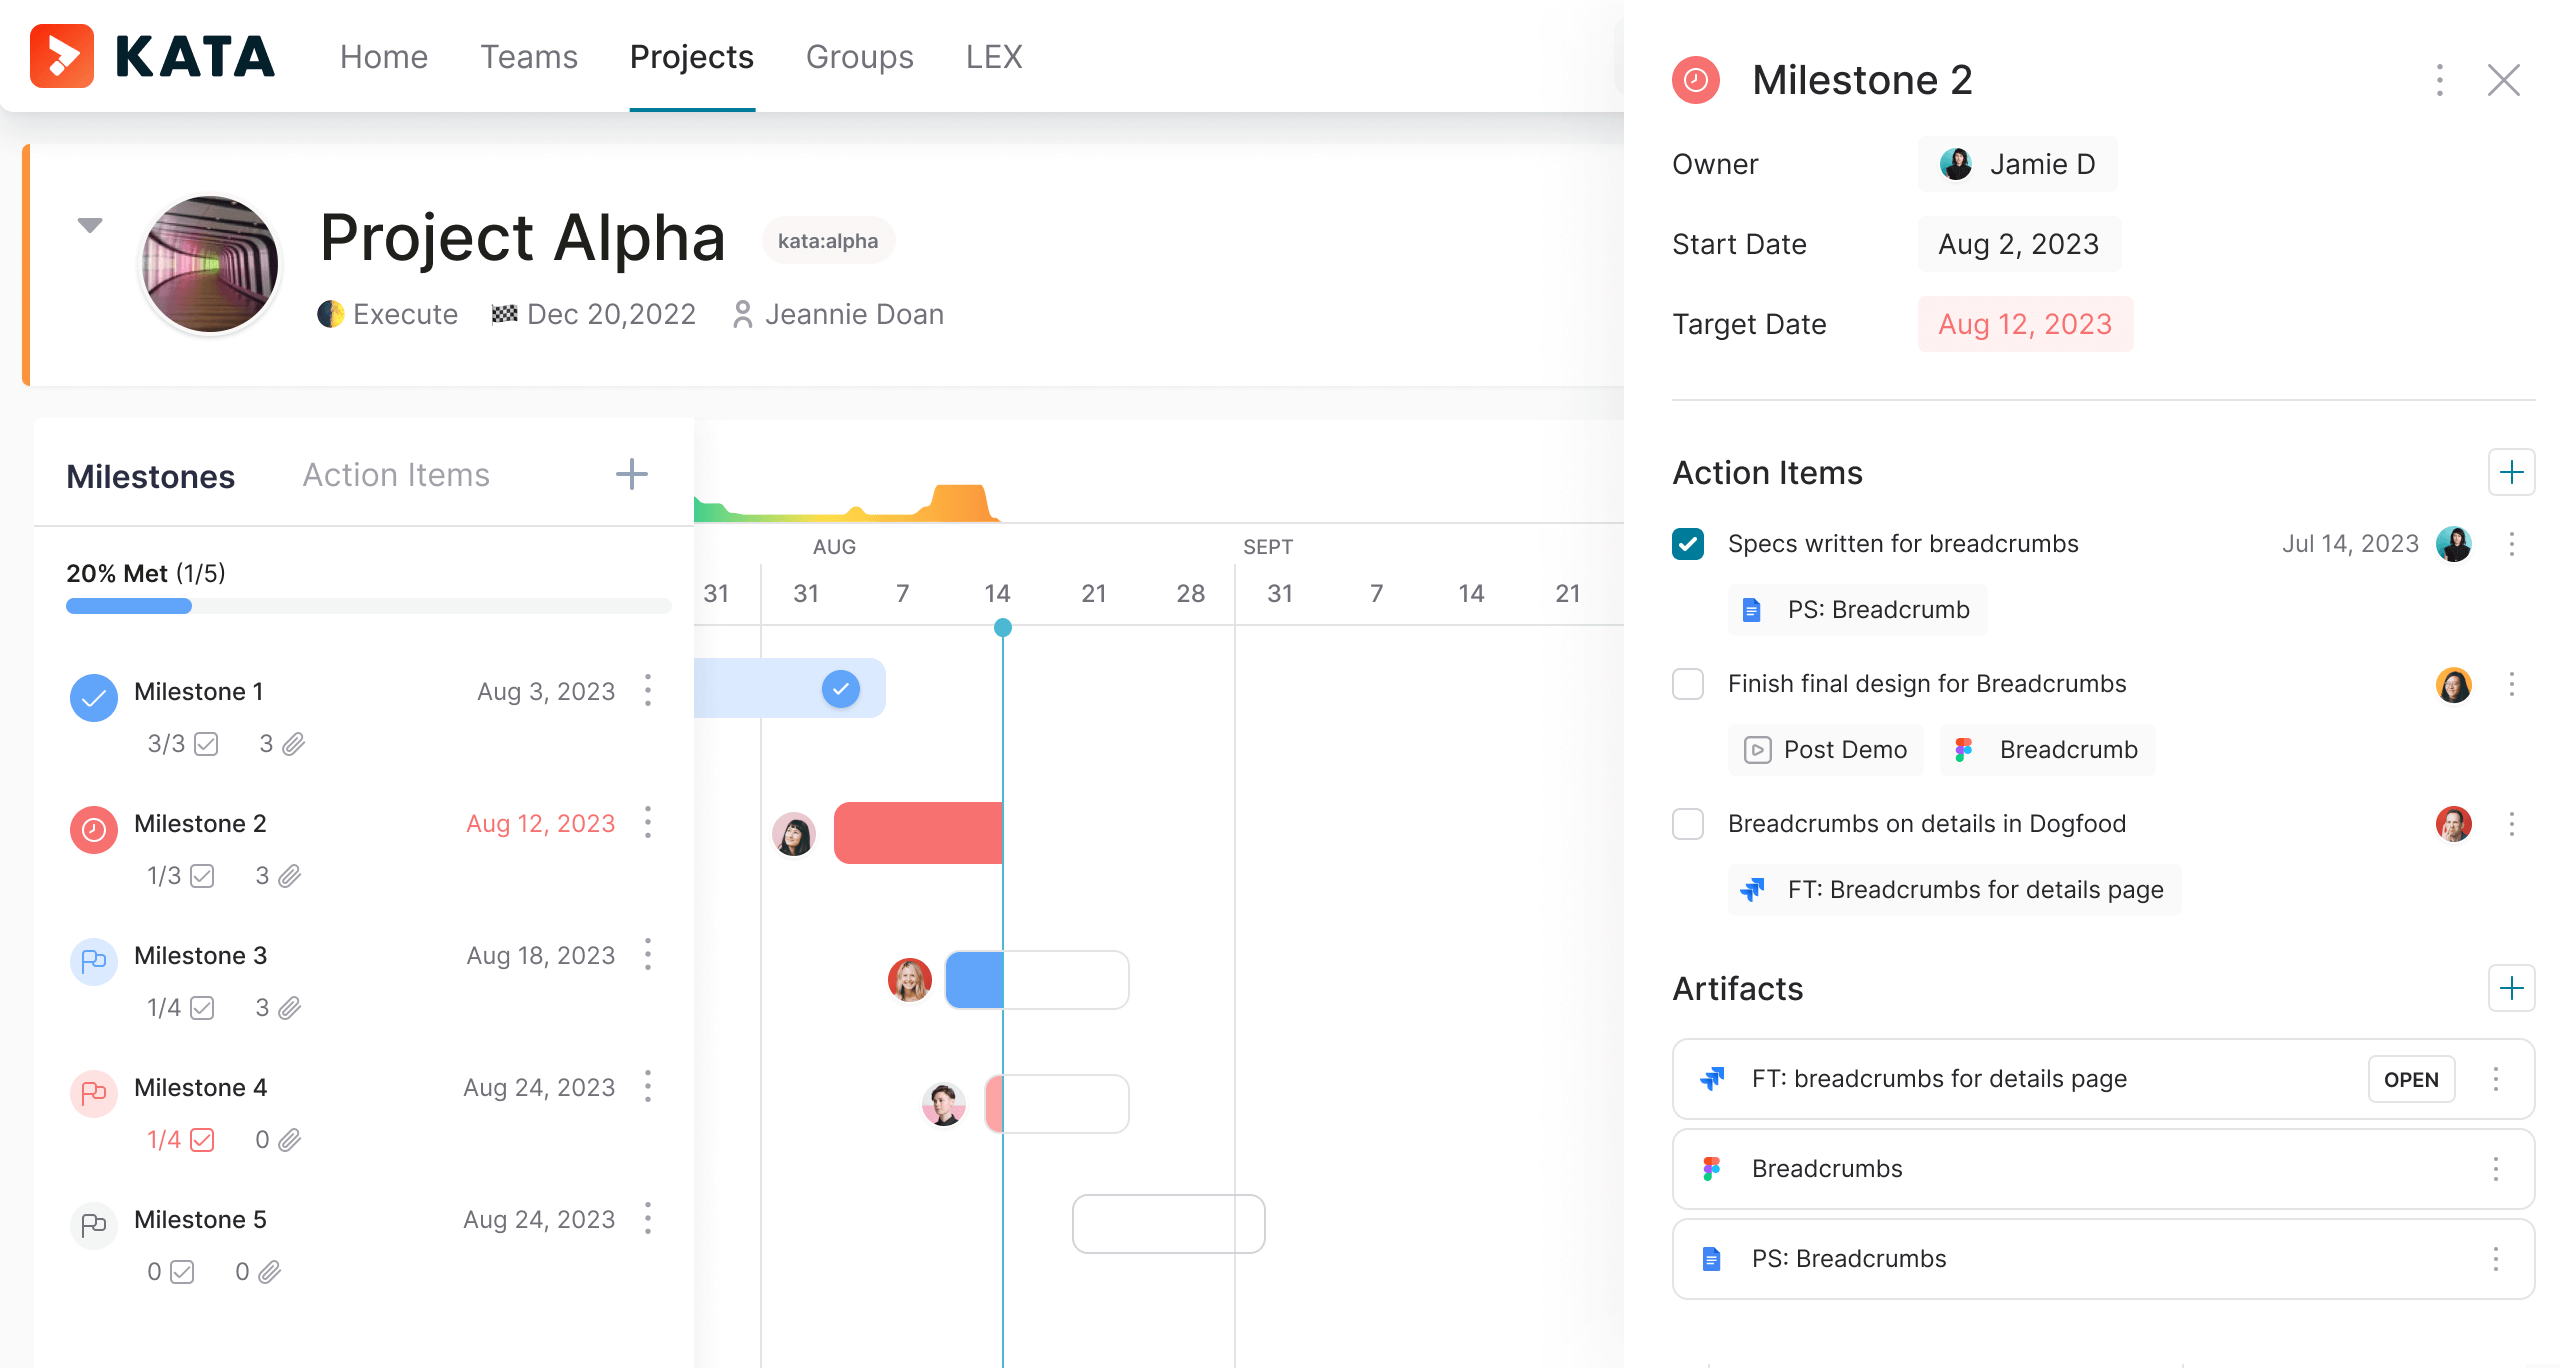 KATA Home Teams Projects Groups LEX
Project Alpha kata:alpha
Execute Dec 20,2022 Jeannie Doan
Milestones Action Items
20% Met (1/5)
Milestone 1 Aug 3, 2023
3/3 3
Milestone 2 Aug 12, 2023
1/3 3
Milestone 3 Aug 18, 2023
1/4 3
Milestone 4 Aug 24, 2023
1/4 0
Milestone 5 Aug 24, 2023
0 0
AUG SEPT
31 31 7 14 21 28 31 7 14 21
Milestone 2
Owner Jamie D
Start Date Aug 2, 2023
Target Date Aug 12, 2023
Action Items
Specs written for breadcrumbs Jul 14, 2023
PS: Breadcrumb
Finish final design for Breadcrumbs
Post Demo Breadcrumb
Breadcrumbs on details in Dogfood
FT: Breadcrumbs for details page
Artifacts
FT: breadcrumbs for details page OPEN
Breadcrumbs
PS: Breadcrumbs